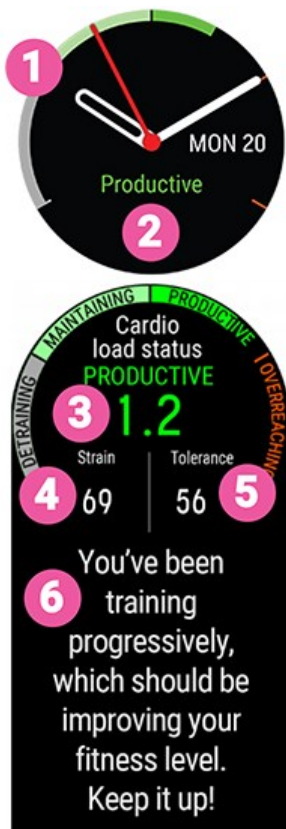 1
MON 20
Productive
2
DETRAINING
MAINTAINING
PRODUCTIVE
OVERREACHING
Cardio
load status
PRODUCTIVE
3
1.2
Strain
Tolerance
4
69
56
5
6
You've been
training
progressively,
which should be
improving your
fitness level.
Keep it up!